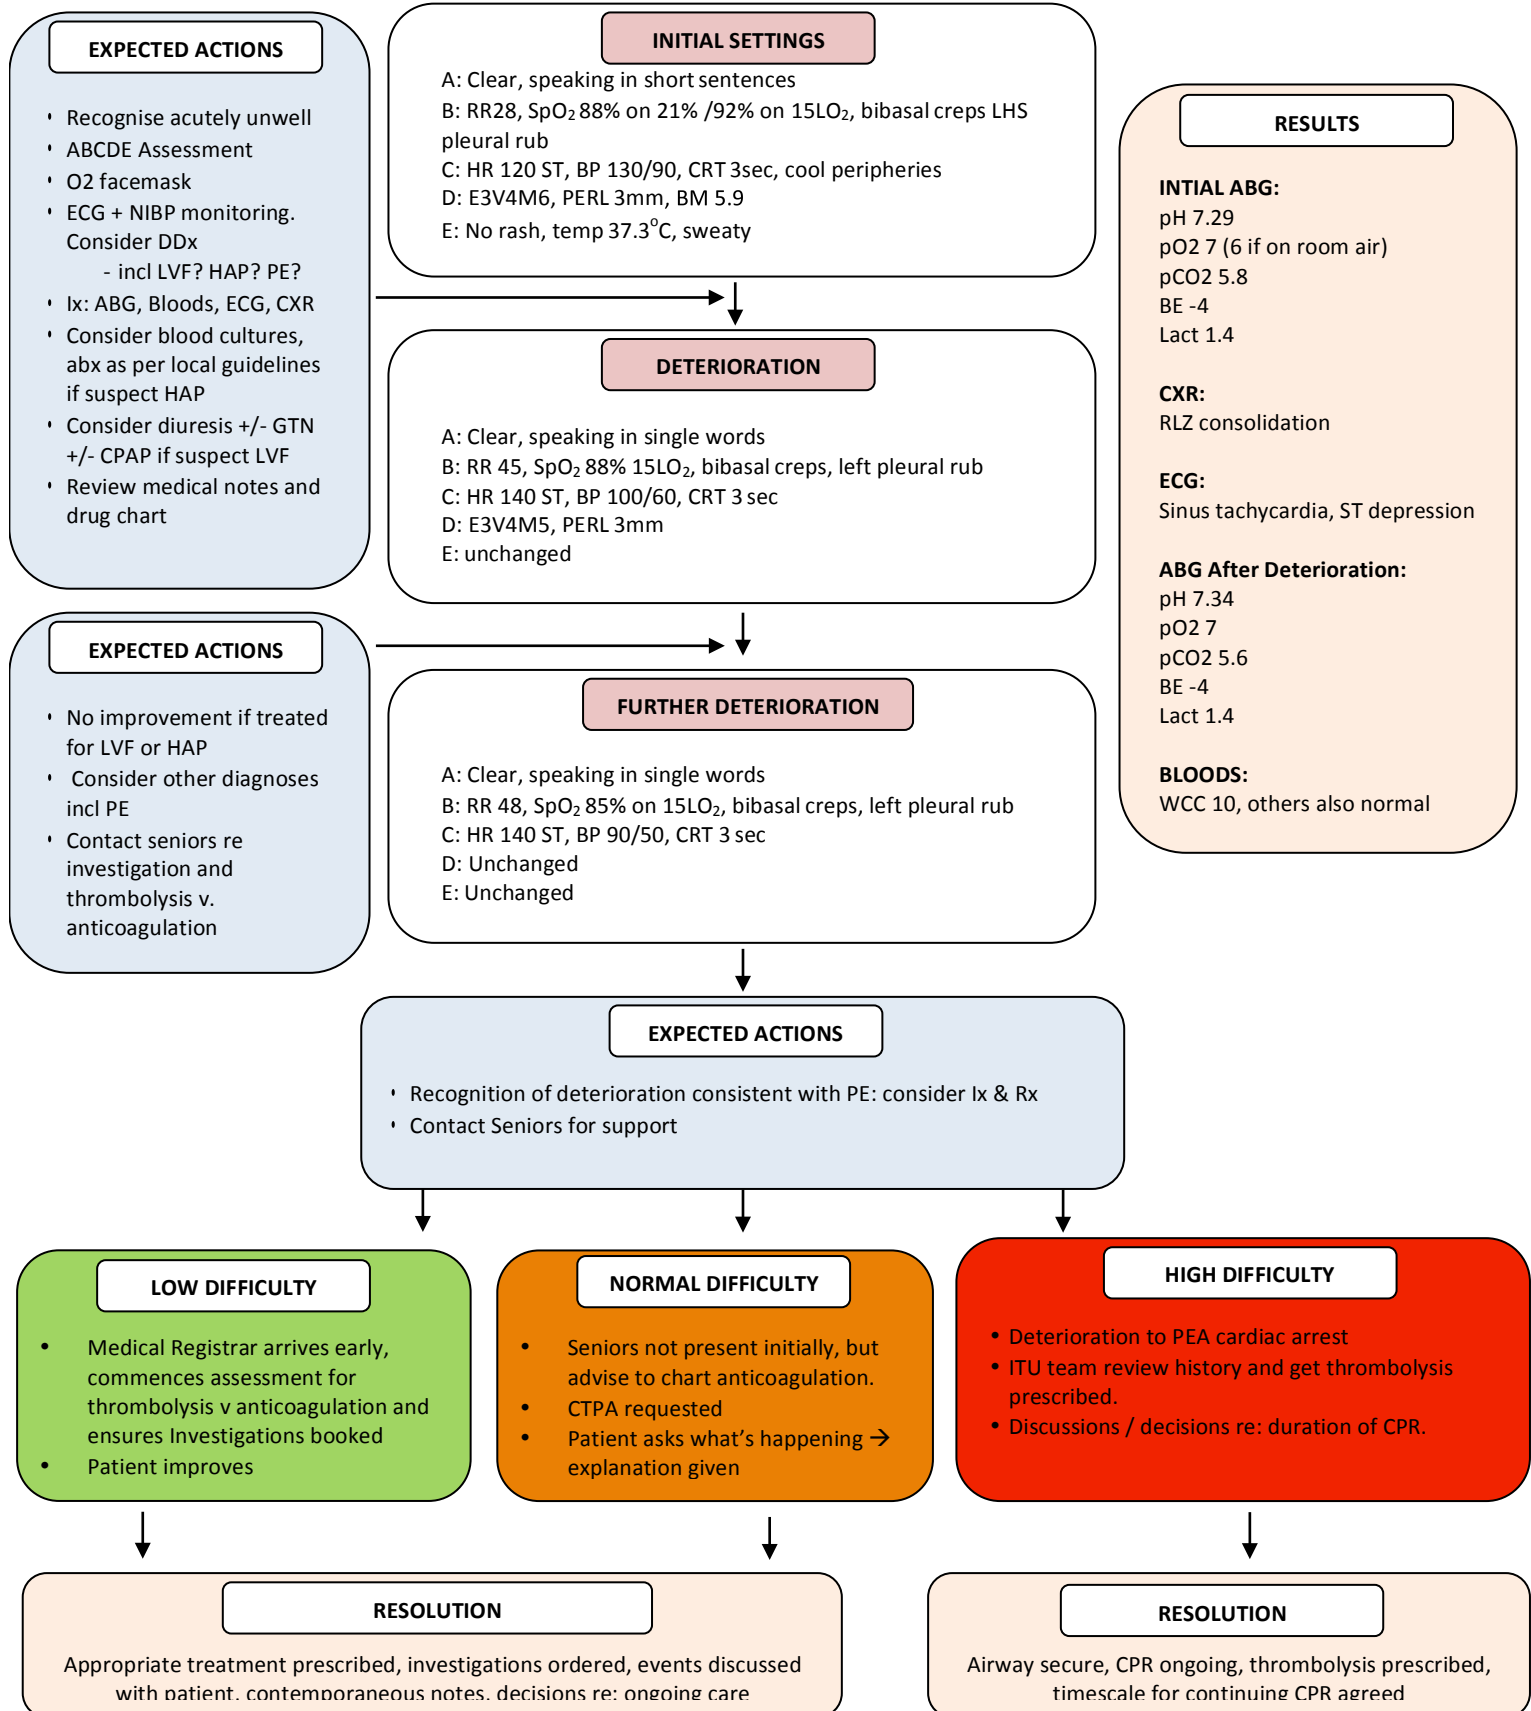 EXPECTED ACTIONS
• Recognise acutely unwell
• ABCDE Assessment
• O2 facemask
• ECG + NIBP monitoring.
Consider DDx
- incl LVF? HAP? PE?
• Ix: ABG, Bloods, ECG, CXR
• Consider blood cultures,
abx as per local guidelines
if suspect HAP
• Consider diuresis +/- GTN
+/- CPAP if suspect LVF
• Review medical notes and
drug chart
INITIAL SETTINGS
A: Clear, speaking in short sentences
B: RR28, SpO₂ 88% on 21% /92% on 15LO₂, bibasal creps LHS
pleural rub
C: HR 120 ST, BP 130/90, CRT 3sec, cool peripheries
D: E3V4M6, PERL 3mm, BM 5.9
E: No rash, temp 37.3°C, sweaty
RESULTS
INTIAL ABG:
pH 7.29
pO2 7 (6 if on room air)
pCO2 5.8
BE -4
Lact 1.4
CXR:
RLZ consolidation
ECG:
Sinus tachycardia, ST depression
ABG After Deterioration:
pH 7.34
pO2 7
pCO2 5.6
BE -4
Lact 1.4
BLOODS:
WCC 10, others also normal
DETERIORATION
A: Clear, speaking in single words
B: RR 45, SpO₂ 88% 15LO₂, bibasal creps, left pleural rub
C: HR 140 ST, BP 100/60, CRT 3 sec
D: E3V4M5, PERL 3mm
E: unchanged
EXPECTED ACTIONS
• No improvement if treated
for LVF or HAP
• Consider other diagnoses
incl PE
• Contact seniors re
investigation and
thrombolysis v.
anticoagulation
FURTHER DETERIORATION
A: Clear, speaking in single words
B: RR 48, SpO₂ 85% on 15LO₂, bibasal creps, left pleural rub
C: HR 140 ST, BP 90/50, CRT 3 sec
D: Unchanged
E: Unchanged
EXPECTED ACTIONS
• Recognition of deterioration consistent with PE: consider Ix & Rx
• Contact Seniors for support
LOW DIFFICULTY
• Medical Registrar arrives early,
commences assessment for
thrombolysis v anticoagulation and
ensures Investigations booked
• Patient improves
NORMAL DIFFICULTY
• Seniors not present initially, but
advise to chart anticoagulation.
• CTPA requested
• Patient asks what's happening →
explanation given
HIGH DIFFICULTY
• Deterioration to PEA cardiac arrest
• ITU team review history and get thrombolysis
prescribed.
• Discussions / decisions re: duration of CPR.
RESOLUTION
Appropriate treatment prescribed, investigations ordered, events discussed
with patient, contemporaneous notes, decisions re: ongoing care
RESOLUTION
Airway secure, CPR ongoing, thrombolysis prescribed,
timescale for continuing CPR agreed